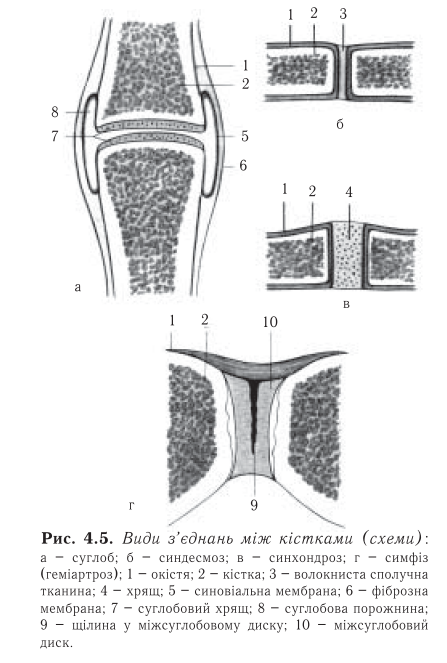 1 2 3
1
2
8
7 5
6
б
1 2 4
а
в
1 2 10
г
9
Рис. 4.5. Види з’єднань між кістками (схеми):
а – суглоб; б – синдесмоз; в – синхондроз; г – симфіз
(геміартроз); 1 – окістя; 2 – кістка; 3 – волокниста сполучна
тканина; 4 – хрящ; 5 – синовіальна мембрана; 6 – фіброзна
мембрана; 7 – суглобовий хрящ; 8 – суглобова порожнина;
9 – щілина у міжсуглобовому диску; 10 – міжсуглобовий
диск.